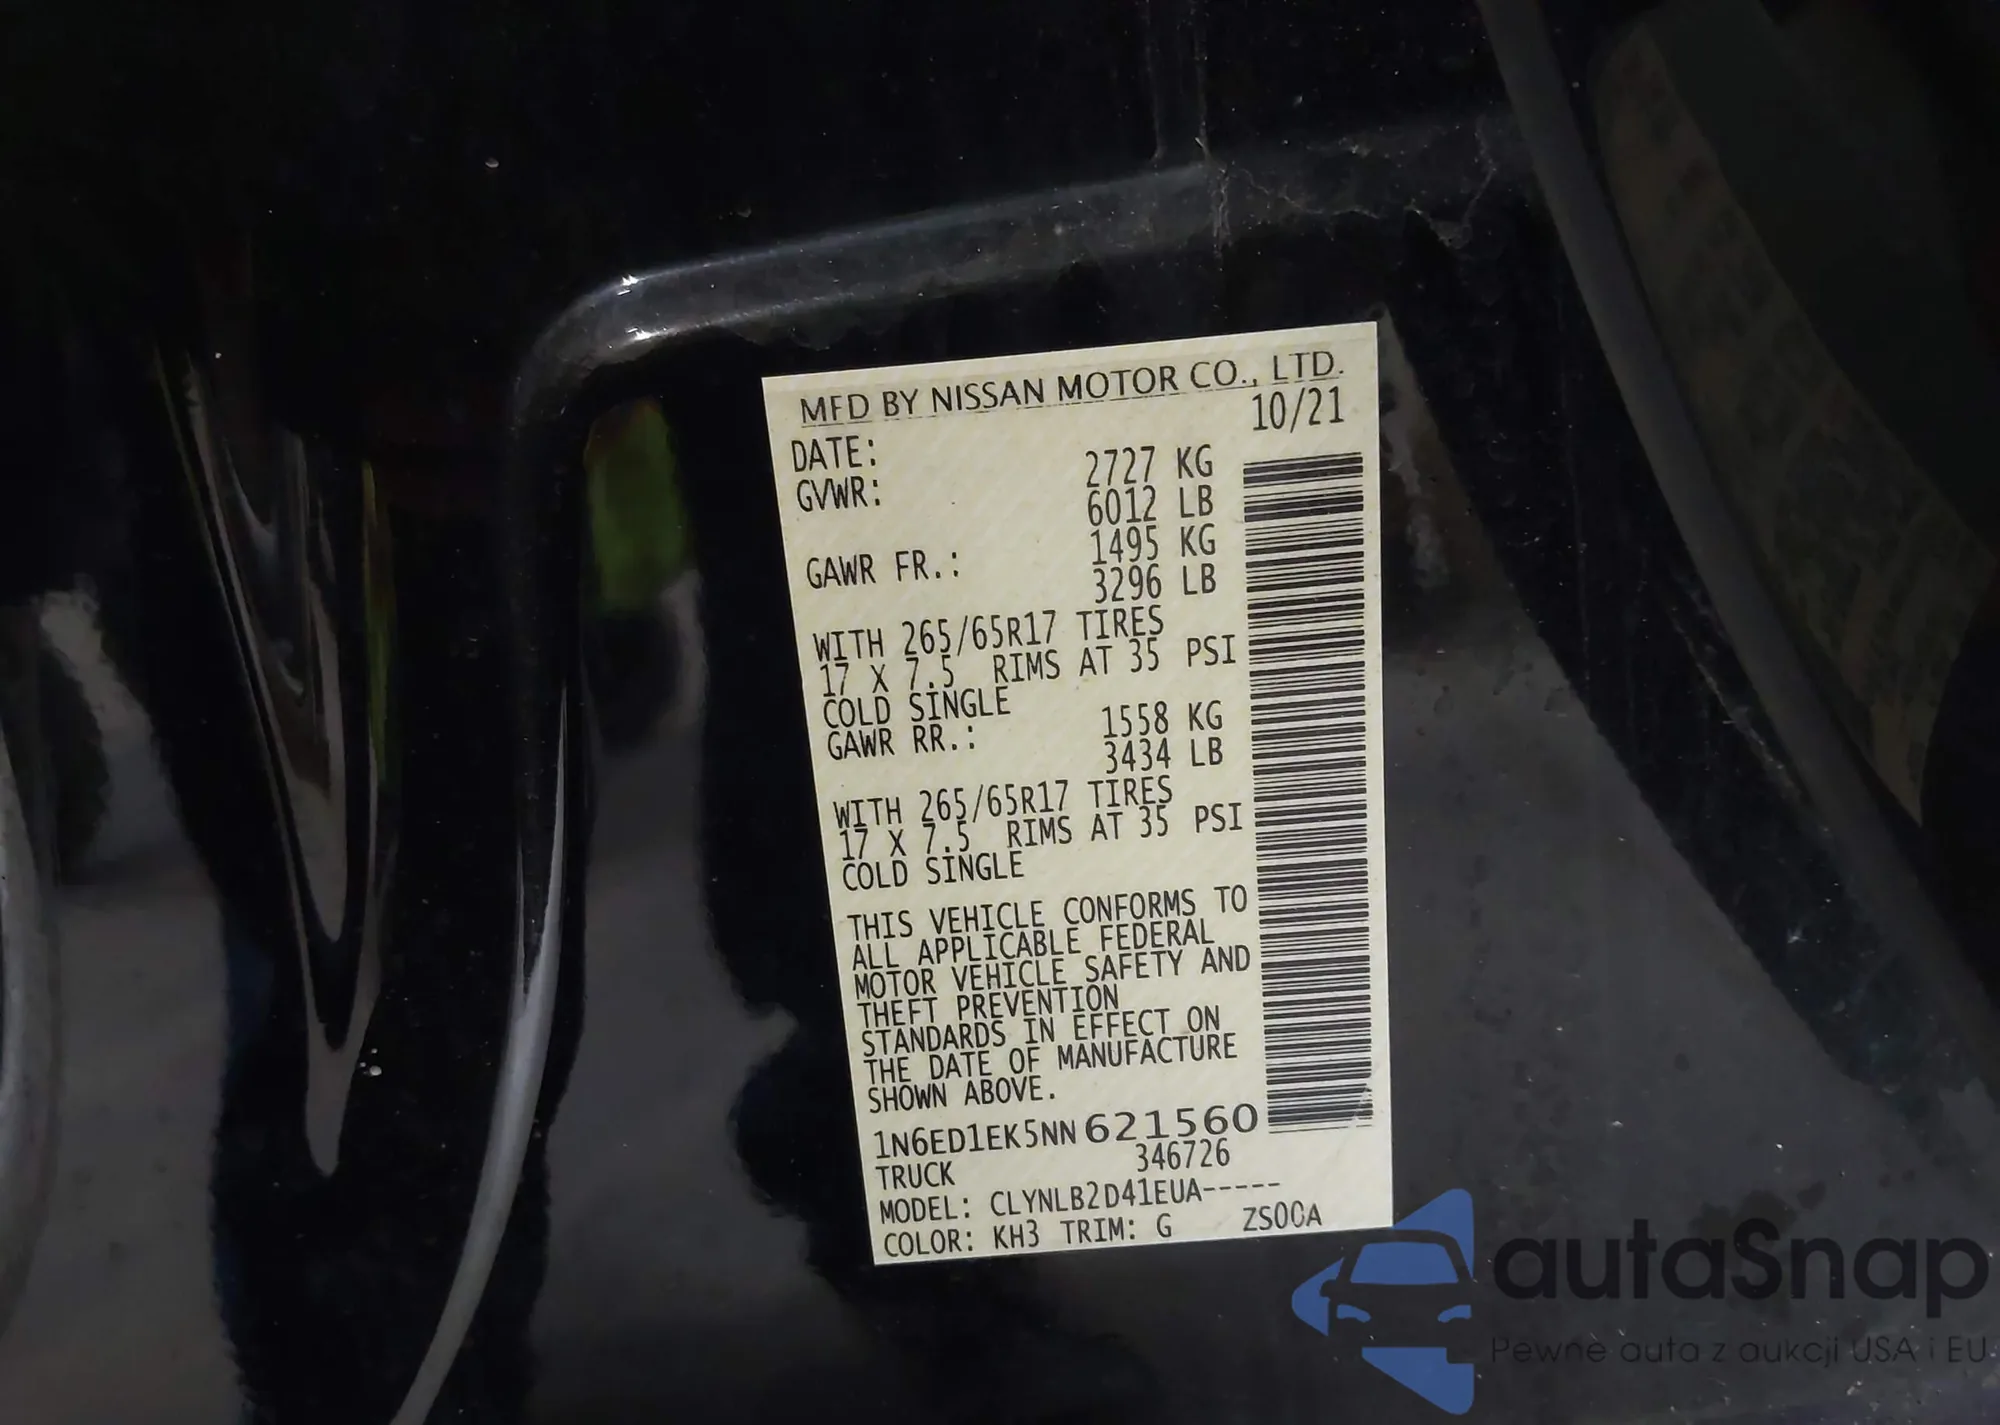 MFD BY NISSAN MOTOR CO., LTD.
DATE: 10/21
GVWR: 2727 KG
6012 LB
GAWR FR.: 1495 KG
3296 LB
WITH 265/65R17 TIRES
17 X 7.5 RIMS AT 35 PSI
COLD SINGLE
GAWR RR.: 1558 KG
3434 LB
WITH 265/65R17 TIRES
17 X 7.5 RIMS AT 35 PSI
COLD SINGLE
THIS VEHICLE CONFORMS TO
ALL APPLICABLE FEDERAL
MOTOR VEHICLE SAFETY AND
THEFT PREVENTION
STANDARDS IN EFFECT ON
THE DATE OF MANUFACTURE
SHOWN ABOVE.
1N6ED1EK5NN621560
TRUCK 346726
MODEL: CLYNLB2D41EUA-----
COLOR: KH3 TRIM: G ZS00A
autaSnap
Pewne auta z aukcji USA i EU